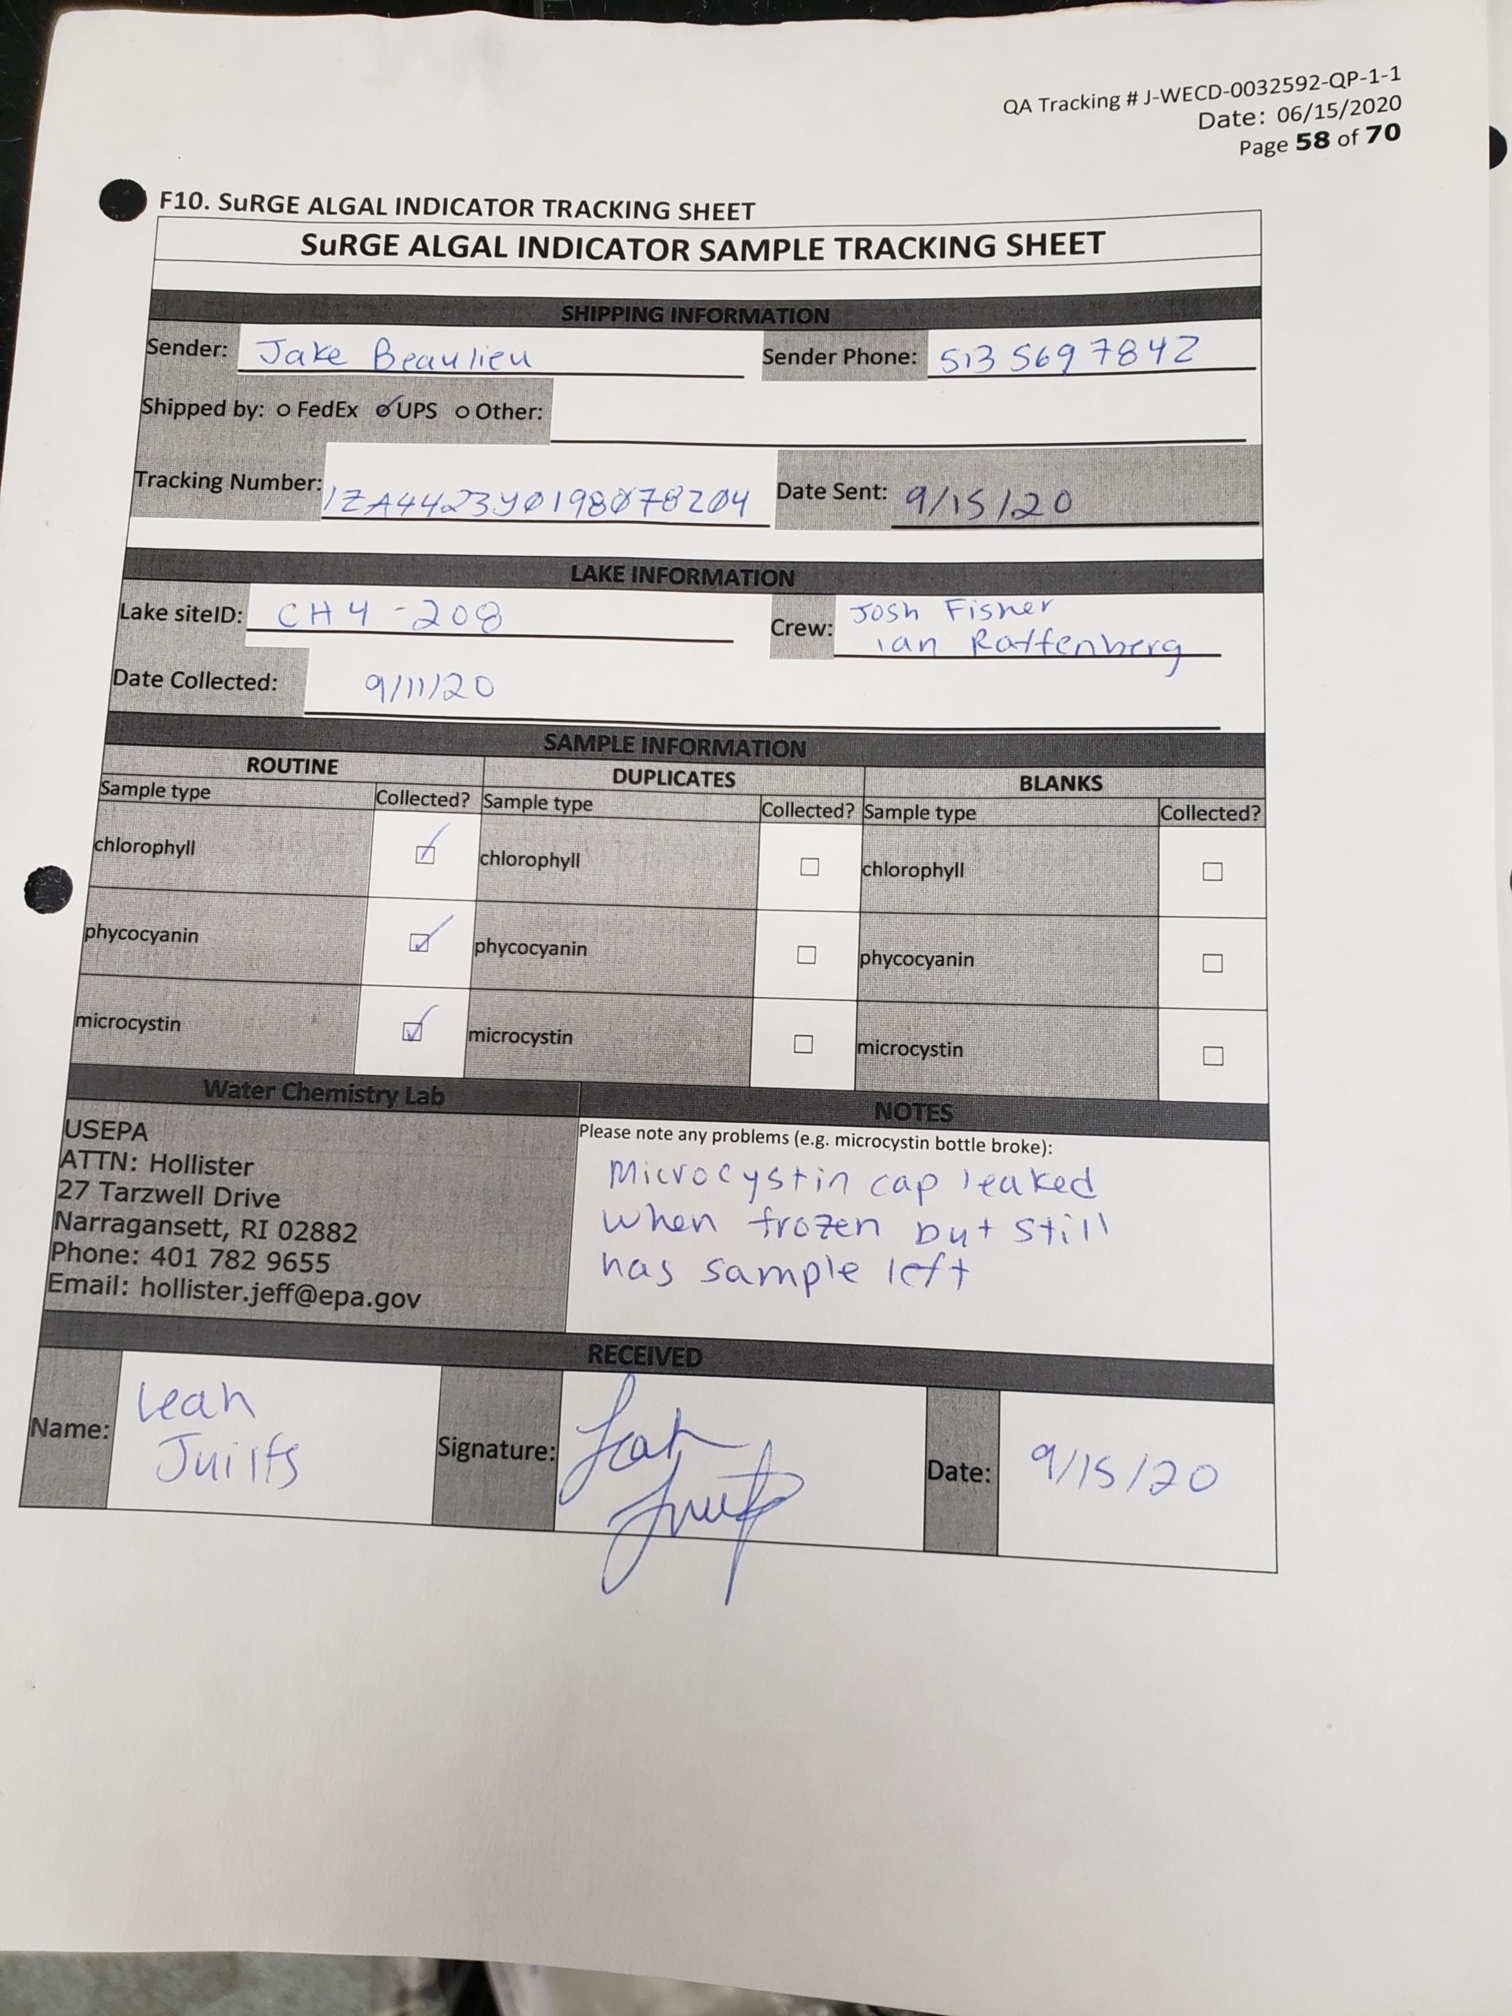 QA Tracking # J-WECD-0032592-QP-1-1
Date: 06/15/2020
Page 58 of 70
F10. SuRGE ALGAL INDICATOR TRACKING SHEET
SuRGE ALGAL INDICATOR SAMPLE TRACKING SHEET
SHIPPING INFORMATION
Sender: Jake Beaulieu Sender Phone: 513 569 7842
Shipped by: o FedEx o UPS o Other:
Tracking Number: Date Sent: 9/15/20
LAKE INFORMATION
Lake siteID: CH4-208 Crew: Josh Fisher
Ian Raffenberg
Date Collected: 9/11/20
SAMPLE INFORMATION
ROUTINE DUPLICATES BLANKS
Sample type Collected? Sample type Collected? Sample type Collected?
chlorophyll ☑ chlorophyll ☐ chlorophyll ☐
phycocyanin ☑ phycocyanin ☐ phycocyanin ☐
microcystin ☑ microcystin ☐ microcystin ☐
Water Chemistry Lab NOTES
USEPA
ATTN: Hollister
27 Tarzwell Drive
Narragansett, RI 02882
Phone: 401 782 9655
Email: hollister.jeff@epa.gov
Please note any problems (e.g. microcystin bottle broke):
Microcystin cap leaked
when frozen but still
has sample left
RECEIVED
Name: Leah Signature: Date: 9/15/20